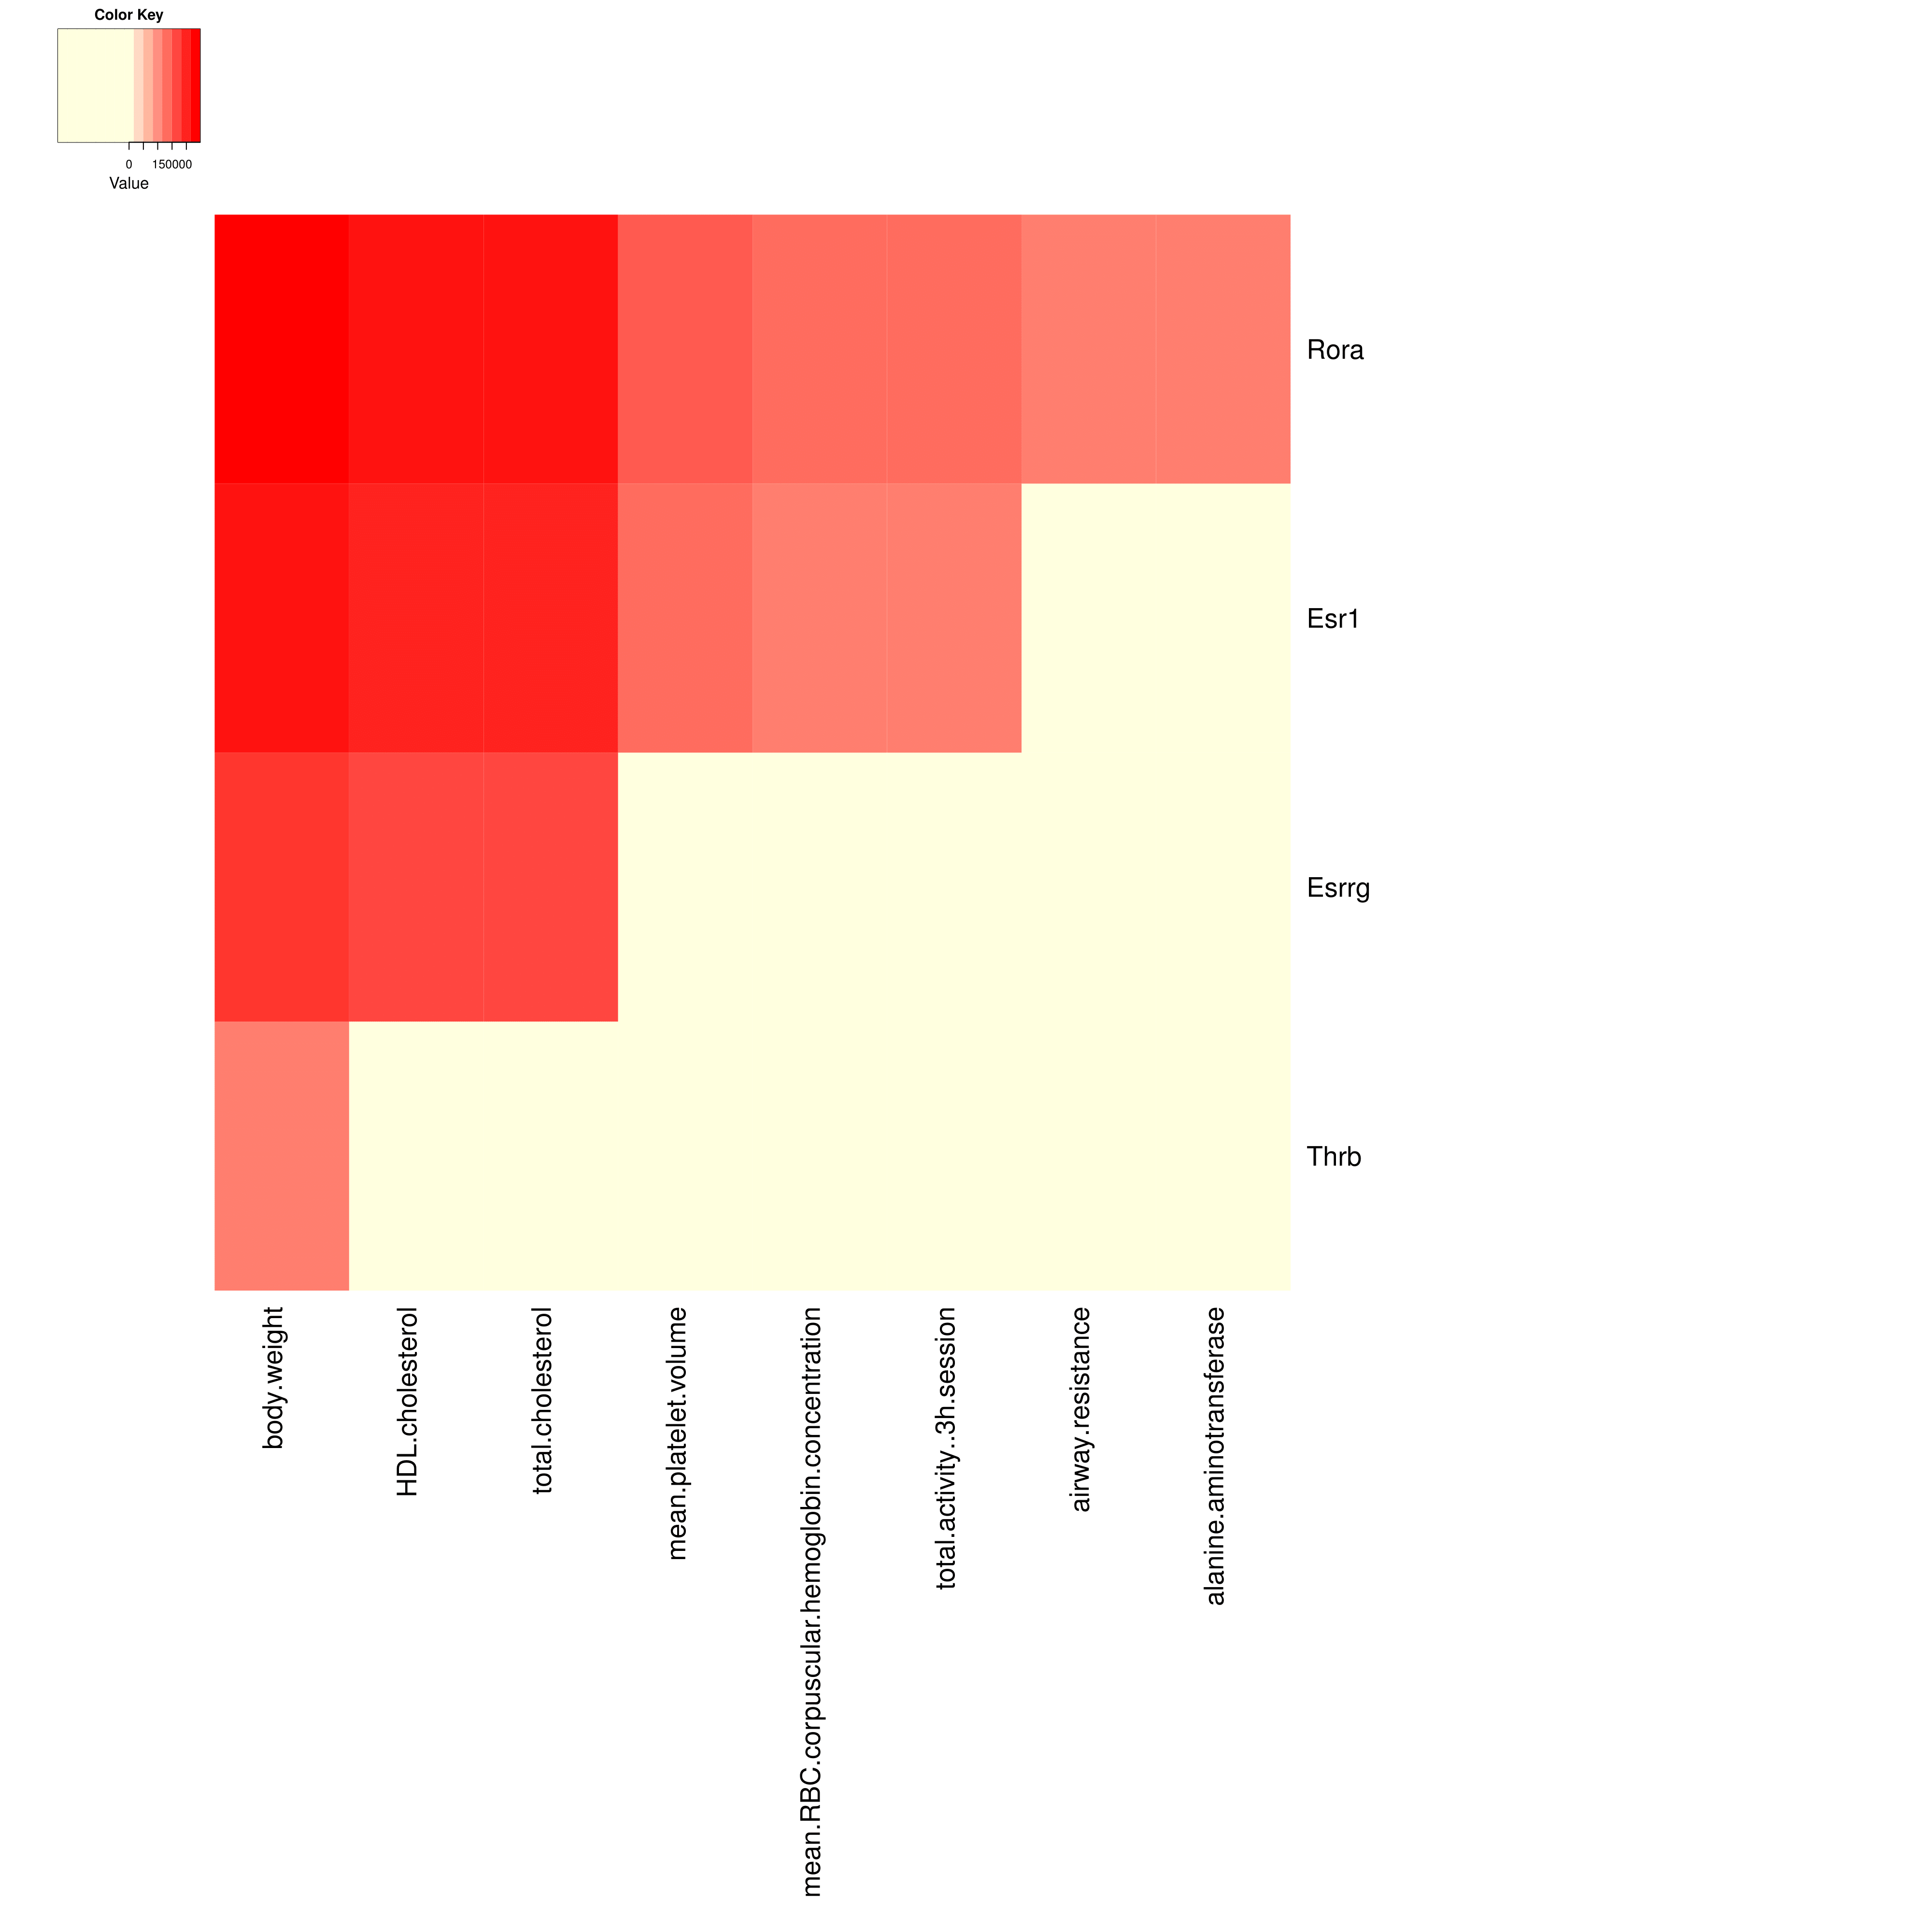 Color Key
0 150000
Value
Rora
Esr1
Esrrg
Thrb
body.weight
HDL.cholesterol
total.cholesterol
mean.platelet.volume
mean.RBC.corpuscular.hemoglobin.concentration
total.activity..3h.session
airway.resistance
alanine.aminotransferase